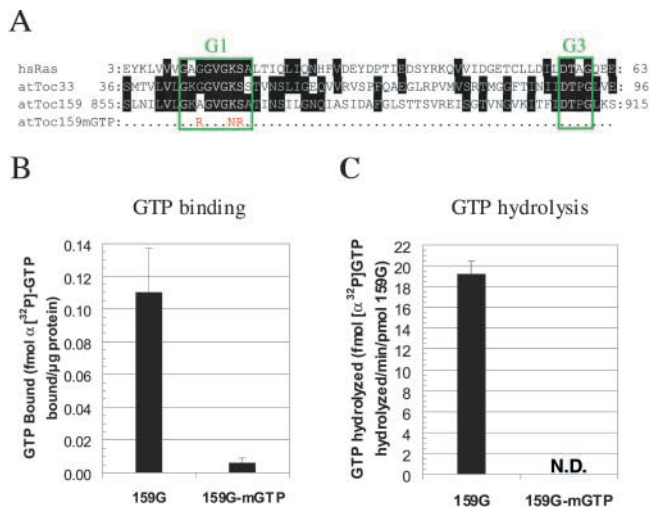 A
G1 G3
hsRas 3:EYKLVVVGAGGVGKSALTIQLIQNHFVDEYDPTIEDSYRKQVVIDGETCLLDILDTAGQEE: 63
atToc33 36:SMTVLVLGKGGVGKSSTVNSLIGEQVVRVSPFQAEGLRPVMVSRTMGGFTINIIDTPGLVE: 96
atToc159 855:SLNILVLGKAGVGKSATINSILGNQIASIDAFGLSTTSVREISGTVNGVKITFIDTPGLKS:915
atToc159mGTP:..........R...NR..............................................
B
C
GTP binding
GTP hydrolysis
GTP Bound (fmol α [³²P]-GTP bound/μg protein)
0.14
0.12
0.10
0.08
0.06
0.04
0.02
0.00
159G 159G-mGTP
GTP hydrolyzed (fmol [α ³²P]GTP hydrolyzed/min/pmol 159G)
22
20
18
16
14
12
10
8
6
4
2
0
N.D.
159G 159G-mGTP